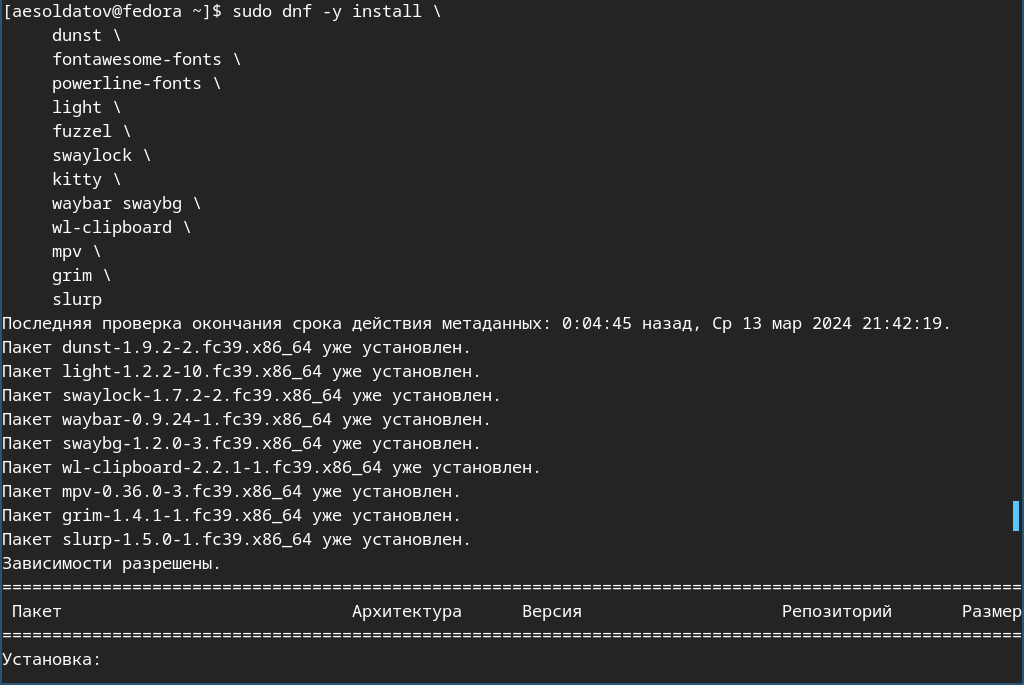 [aesoldatov@fedora ~]$ sudo dnf -y install \
dunst \
fontawesome-fonts \
powerline-fonts \
light \
fuzzel \
swaylock \
kitty \
waybar swaybg \
wl-clipboard \
mpv \
grim \
slurp
Последняя проверка окончания срока действия метаданных: 0:04:45 назад, Ср 13 мар 2024 21:42:19.
Пакет dunst-1.9.2-2.fc39.x86_64 уже установлен.
Пакет light-1.2.2-10.fc39.x86_64 уже установлен.
Пакет swaylock-1.7.2-2.fc39.x86_64 уже установлен.
Пакет waybar-0.9.24-1.fc39.x86_64 уже установлен.
Пакет swaybg-1.2.0-3.fc39.x86_64 уже установлен.
Пакет wl-clipboard-2.2.1-1.fc39.x86_64 уже установлен.
Пакет mpv-0.36.0-3.fc39.x86_64 уже установлен.
Пакет grim-1.4.1-1.fc39.x86_64 уже установлен.
Пакет slurp-1.5.0-1.fc39.x86_64 уже установлен.
Зависимости разрешены.
======================================================================================================
Пакет Архитектура Версия Репозиторий Размер
======================================================================================================
Установка: